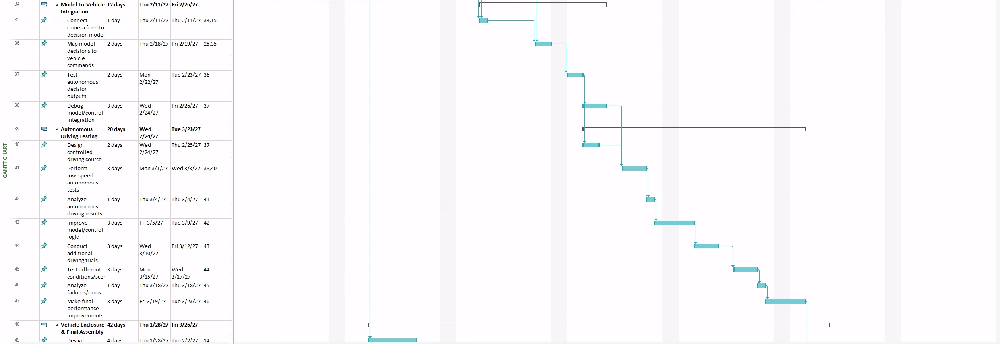 34 Model-to-Vehicle 12 days Thu 2/11/27 Fri 2/26/27
Integration
35 Connect 1 day Thu 2/11/27 Thu 2/11/27 33,15
camera feed to
decision model
36 Map model 2 days Thu 2/18/27 Fri 2/19/27 25,35
decisions to
vehicle
commands
37 Test 2 days Mon Tue 2/23/27 36
autonomous 2/22/27
decision
outputs
38 Debug 3 days Wed Fri 2/26/27 37
model/control 2/24/27
integration
39 Autonomous 20 days Wed Tue 3/23/27
Driving Testing 2/24/27
40 Design 2 days Wed Thu 2/25/27 37
controlled 2/24/27
driving course
GANTT CHART
41 Perform 3 days Mon 3/1/27 Wed 3/3/27 38,40
low-speed
autonomous
tests
42 Analyze 1 day Thu 3/4/27 Thu 3/4/27 41
autonomous
driving results
43 Improve 3 days Fri 3/5/27 Tue 3/9/27 42
model/control
logic
44 Conduct 3 days Wed Fri 3/12/27 43
additional 3/10/27
driving trials
45 Test different 3 days Mon Wed 44
conditions/scer 3/15/27 3/17/27
46 Analyze 1 day Thu 3/18/27 Thu 3/18/27 45
failures/erros
47 Make final 3 days Fri 3/19/27 Tue 3/23/27 46
performance
improvements
48 Vehicle Enclosure 42 days Thu 1/28/27 Fri 3/26/27
& Final Assembly
49 Design 4 days Thu 1/28/27 Tue 2/2/27 14